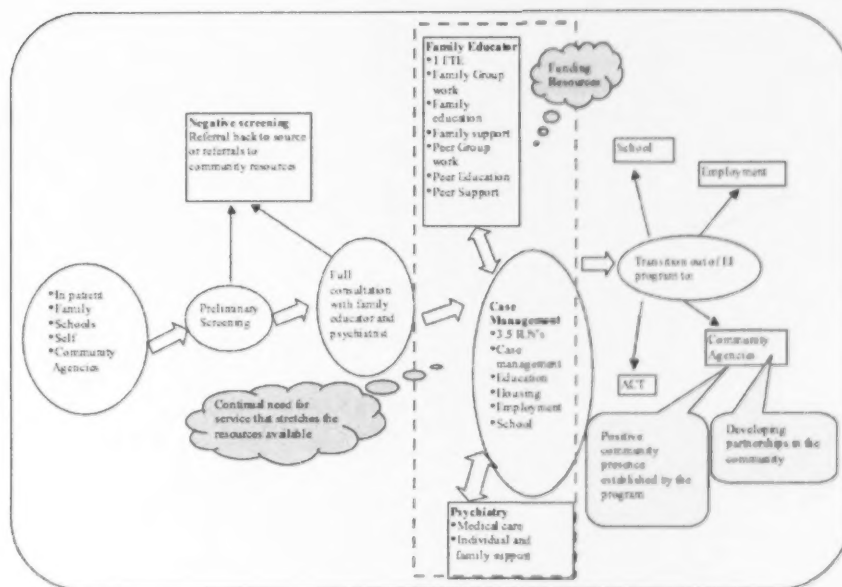 Family Educator
*1 FTE
*Family Group
work
*Family
education
*Family support
*Peer Group
work
*Peer Education
*Peer Support
Funding
Resources
Negative screening
Referral back to source
or referrals to
community resources
School
Employment
*In patient
*Family
*Schools
*Self
*Community
Agencies
Preliminary
Screening
Full
consultation
with family
educator and
psychiatrist
Case
Management
*3.5 R.N's
*Case
management
*Education
*Housing
*Employment
*School
Transition out of EI
program to:
Community
Agencies
ACT
Continual need for
service that stretches the
resources available
Positive
community
presence
established by the
program
Developing
partnerships in the
community
Psychiatry
*Medical care
*Individual and
family support